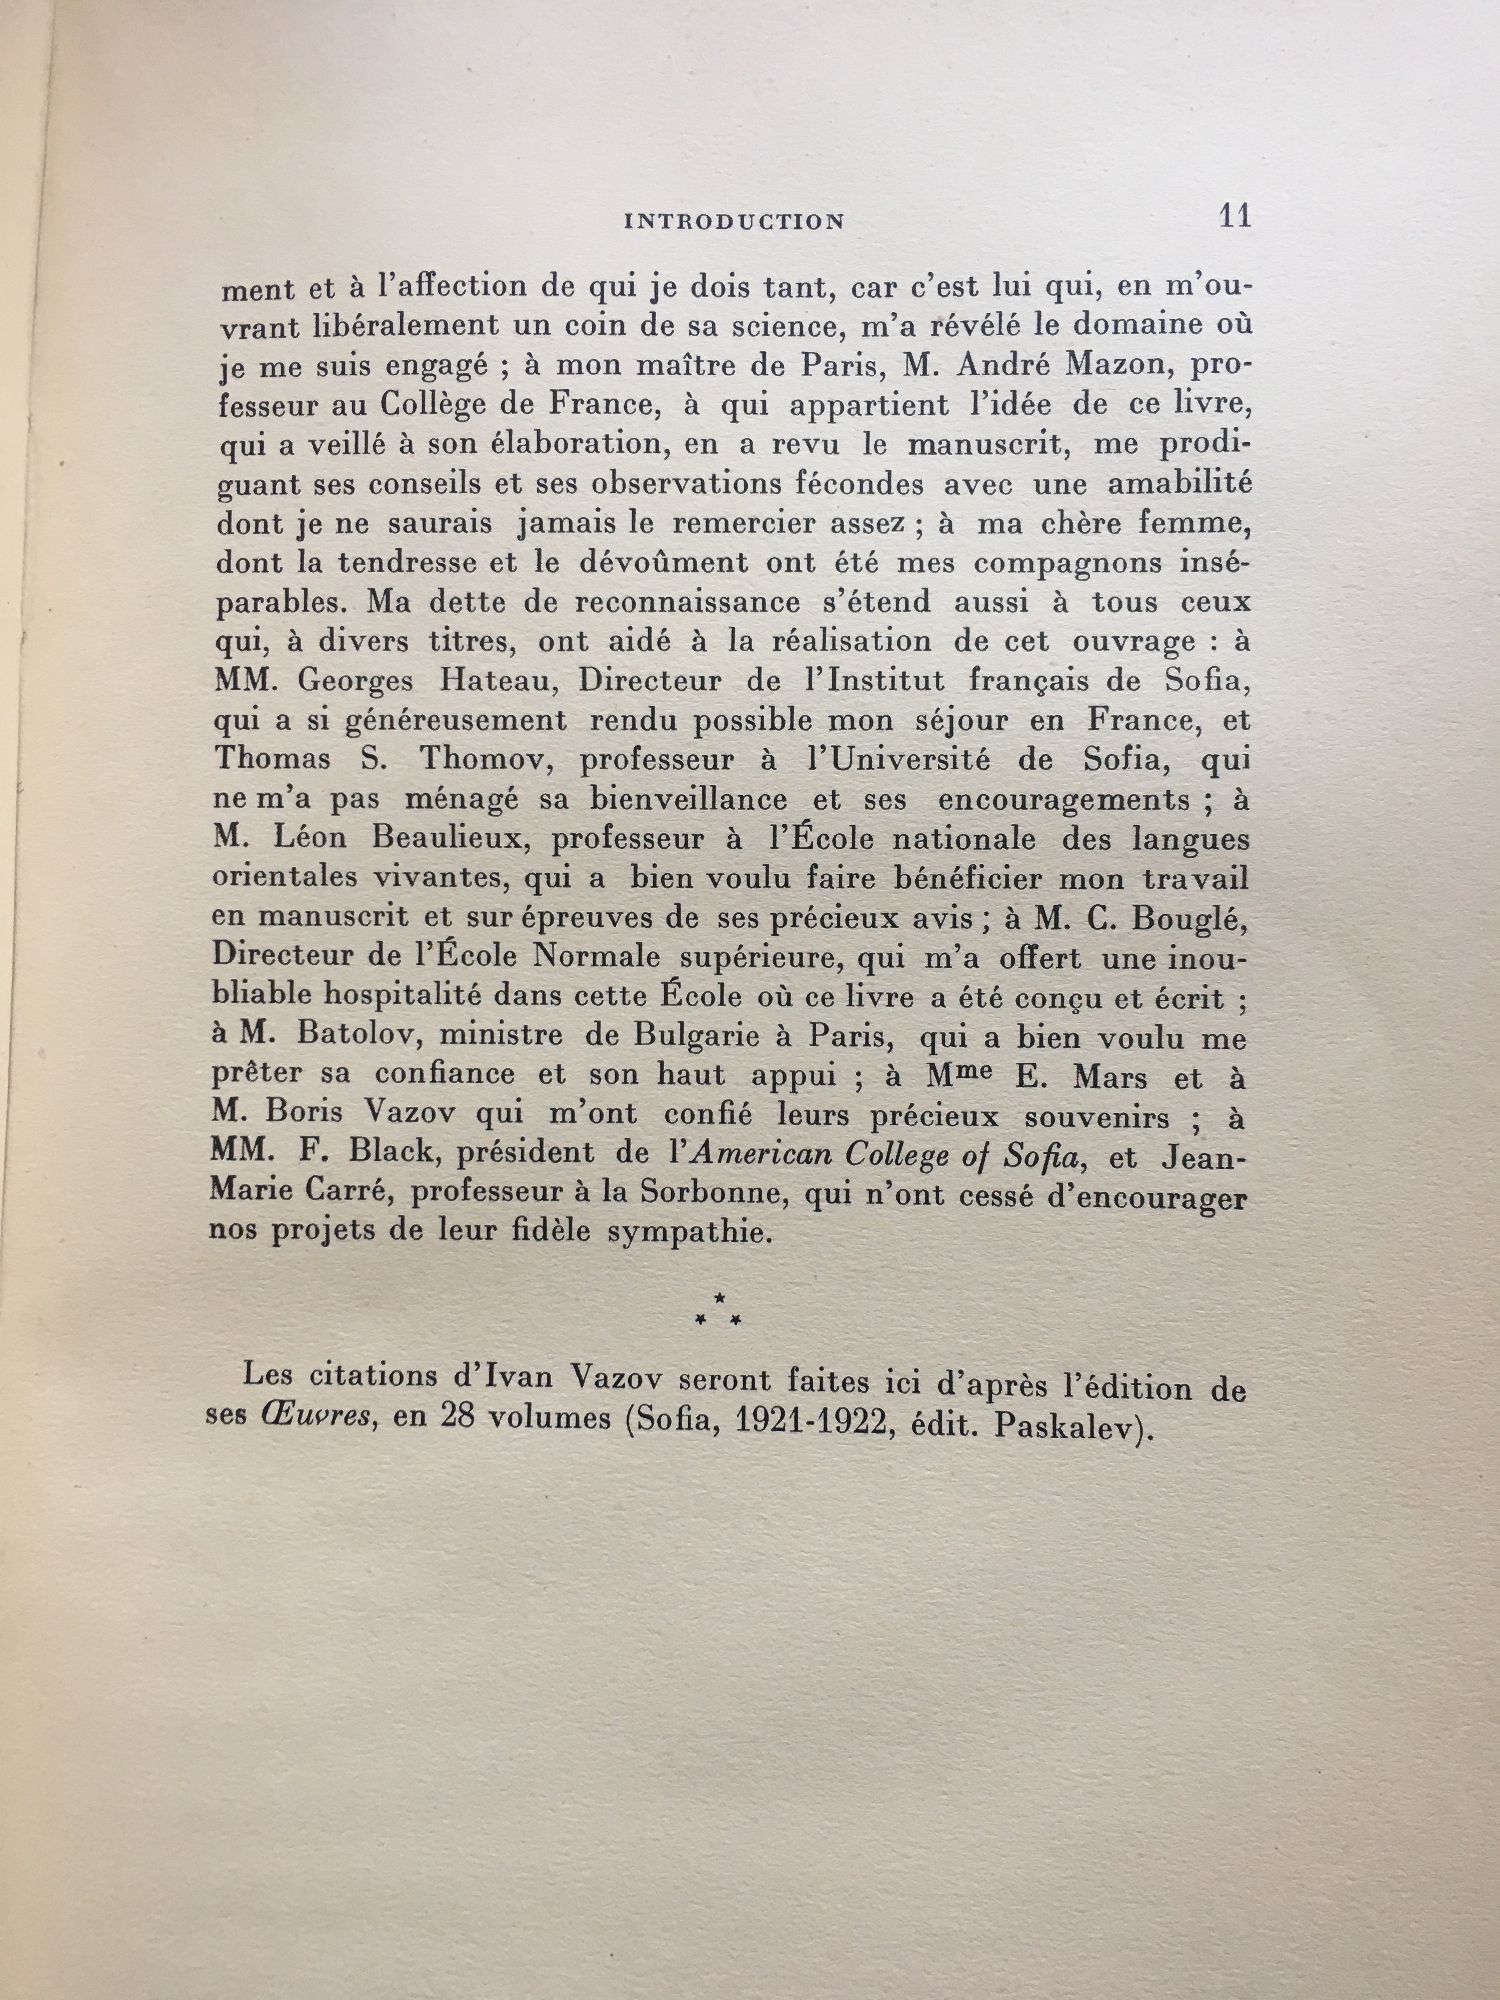 INTRODUCTION 11
ment et à l'affection de qui je dois tant, car c'est lui qui, en m'ou-
vrant libéralement un coin de sa science, m'a révélé le domaine où
je me suis engagé ; à mon maître de Paris, M. André Mazon, pro-
fesseur au Collège de France, à qui appartient l'idée de ce livre,
qui a veillé à son élaboration, en a revu le manuscrit, me prodi-
guant ses conseils et ses observations fécondes avec une amabilité
dont je ne saurais jamais le remercier assez ; à ma chère femme,
dont la tendresse et le dévoûment ont été mes compagnons insé-
parables. Ma dette de reconnaissance s'étend aussi à tous ceux
qui, à divers titres, ont aidé à la réalisation de cet ouvrage : à
MM. Georges Hateau, Directeur de l'Institut français de Sofia,
qui a si généreusement rendu possible mon séjour en France, et
Thomas S. Thomov, professeur à l'Université de Sofia, qui
ne m'a pas ménagé sa bienveillance et ses encouragements ; à
M. Léon Beaulieux, professeur à l'École nationale des langues
orientales vivantes, qui a bien voulu faire bénéficier mon travail
en manuscrit et sur épreuves de ses précieux avis ; à M. C. Bouglé,
Directeur de l'École Normale supérieure, qui m'a offert une inou-
bliable hospitalité dans cette École où ce livre a été conçu et écrit ;
à M. Batolov, ministre de Bulgarie à Paris, qui a bien voulu me
prêter sa confiance et son haut appui ; à Mme E. Mars et à
M. Boris Vazov qui m'ont confié leurs précieux souvenirs ; à
MM. F. Black, président de l'American College of Sofia, et Jean-
Marie Carré, professeur à la Sorbonne, qui n'ont cessé d'encourager
nos projets de leur fidèle sympathie.
Les citations d'Ivan Vazov seront faites ici d'après l'édition de
ses Œuvres, en 28 volumes (Sofia, 1921-1922, édit. Paskalev).